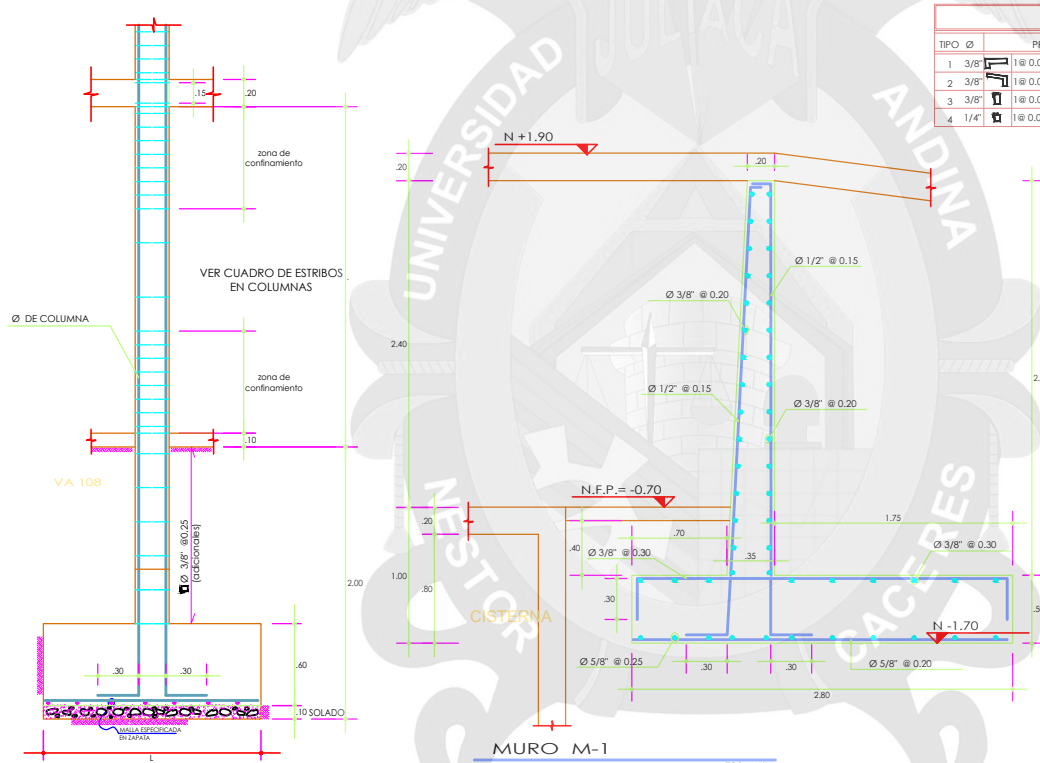 .15
.20
zona de
confinamiento
VER CUADRO DE ESTRIBOS
EN COLUMNAS
Ø DE COLUMNA
zona de
confinamiento
.10
VA 108
Ø 3/8" @0.25
(adicionales)
2.00
.30
.30
.60
.10 SOLADO
MALLA ESPECIFICADA
EN ZAPATA
L
UNIVERSIDAD
JULIACA
ANDINA
NESTOR
CACERES
TIPO Ø
1 3/8" 1@ 0.0
2 3/8" 1@ 0.0
3 3/8" 1@ 0.0
4 1/4" 1@ 0.0
N +1.90
.20
.20
Ø 1/2" @ 0.15
Ø 3/8" @ 0.20
2.40
Ø 1/2" @ 0.15
Ø 3/8" @ 0.20
N.F.P.= -0.70
1.75
.20
.70
.40
Ø 3/8" @ 0.30
.35
Ø 3/8" @ 0.30
1.00
.80
.30
CISTERNA
N -1.70
Ø 5/8" @ 0.25
.30
.30
Ø 5/8" @ 0.20
2.80
MURO M-1